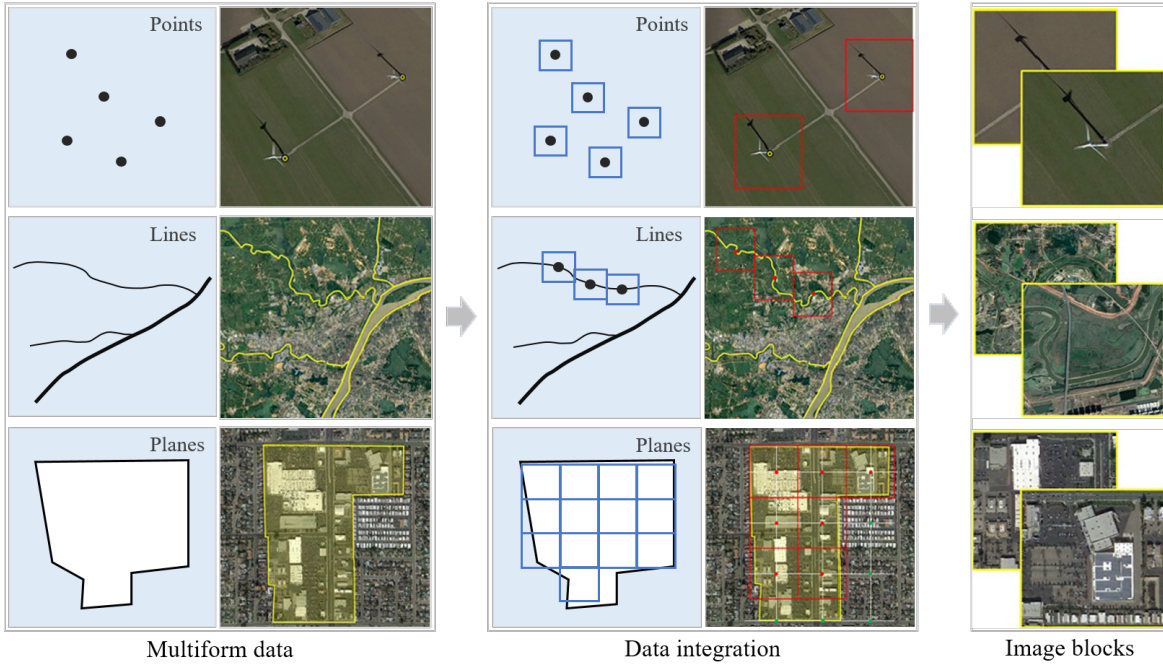 Points
Points
Lines
Lines
Planes
Planes
Multiform data
Data integration
Image blocks